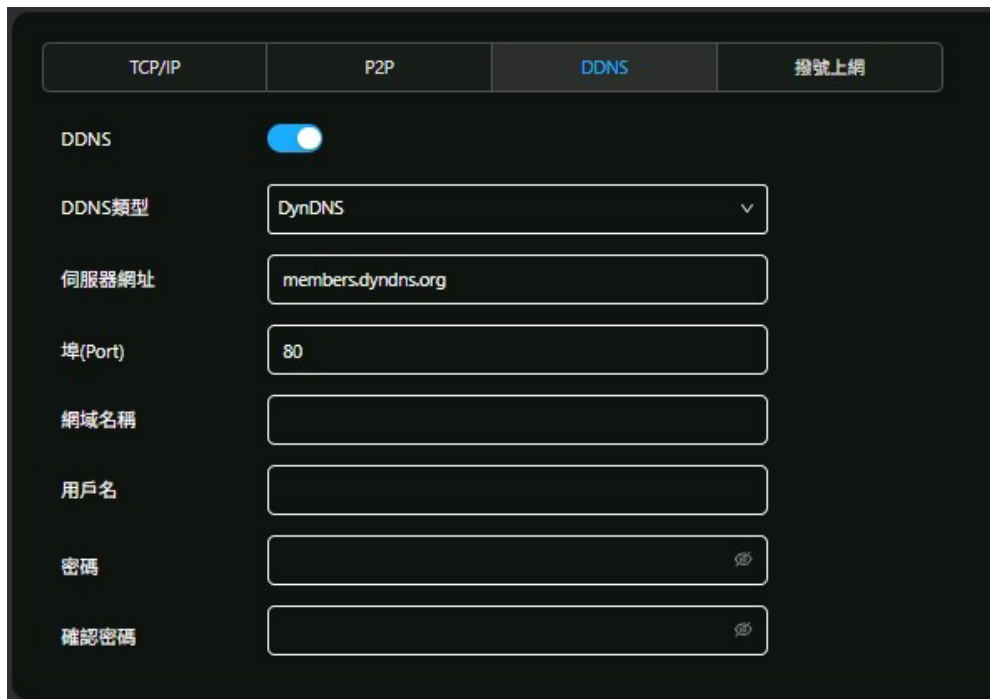 TCP/IP P2P DDNS 撥號上網
DDNS
DDNS類型 DynDNS
伺服器網址 members.dyndns.org
埠(Port) 80
網域名稱
用戶名
密碼
確認密碼